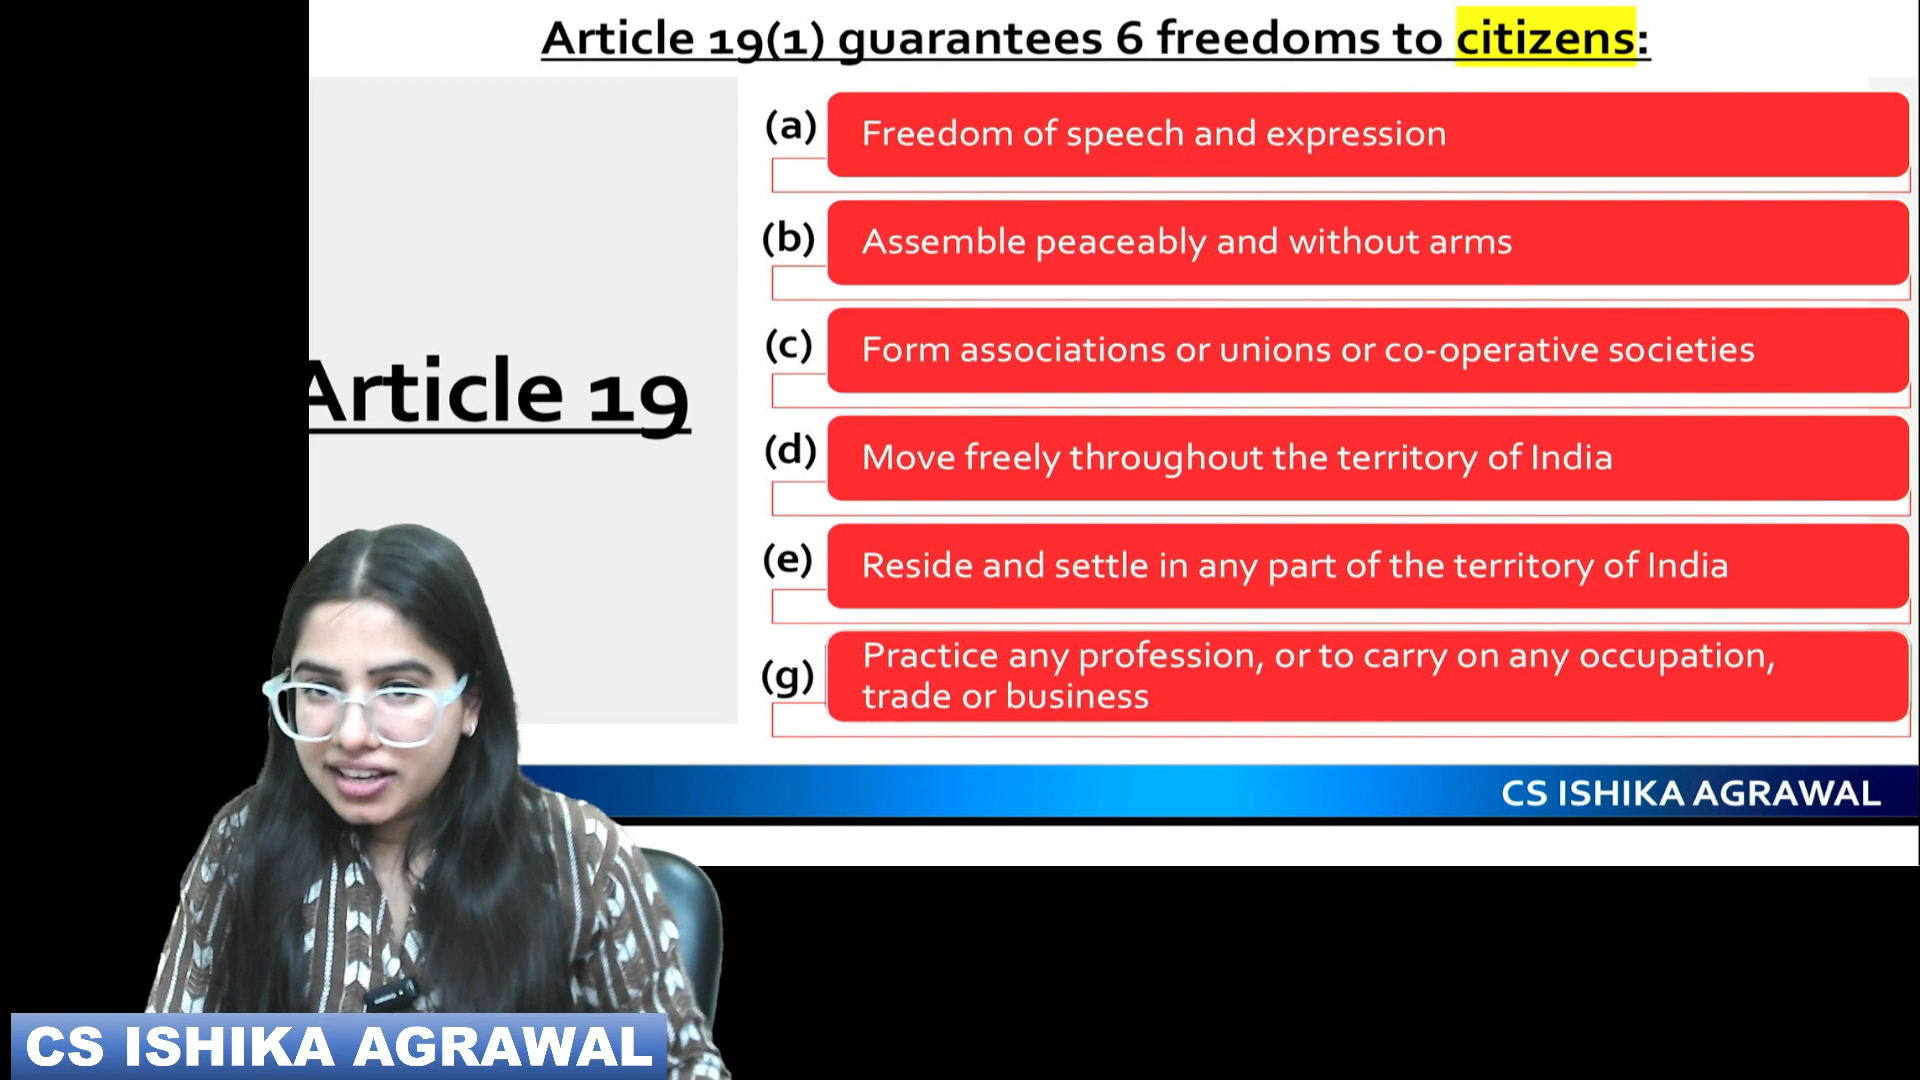 Article 19(1) guarantees 6 freedoms to citizens:
Article 19
(a) Freedom of speech and expression
(b) Assemble peaceably and without arms
(c) Form associations or unions or co-operative societies
(d) Move freely throughout the territory of India
(e) Reside and settle in any part of the territory of India
(g) Practice any profession, or to carry on any occupation,
trade or business
CS ISHIKA AGRAWAL
CS ISHIKA AGRAWAL